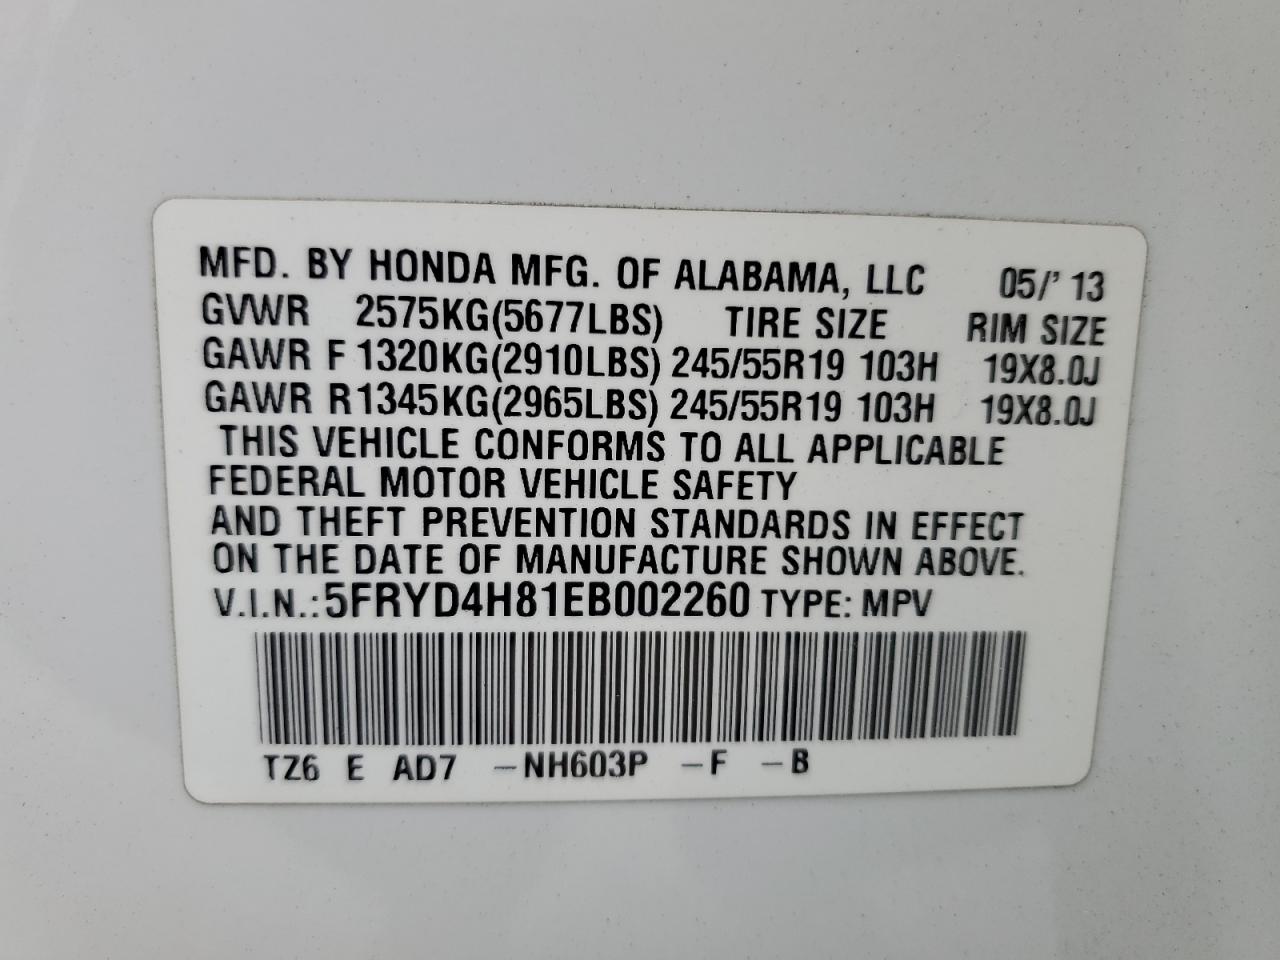 MFD. BY HONDA MFG. OF ALABAMA, LLC 05/' 13
GVWR 2575KG(5677LBS) TIRE SIZE RIM SIZE
GAWR F 1320KG(2910LBS) 245/55R19 103H 19X8.0J
GAWR R1345KG(2965LBS) 245/55R19 103H 19X8.0J
THIS VEHICLE CONFORMS TO ALL APPLICABLE
FEDERAL MOTOR VEHICLE SAFETY
AND THEFT PREVENTION STANDARDS IN EFFECT
ON THE DATE OF MANUFACTURE SHOWN ABOVE.
V.I.N.:5FRYD4H81EB002260 TYPE: MPV
TZ6 E AD7 -NH603P -F -B